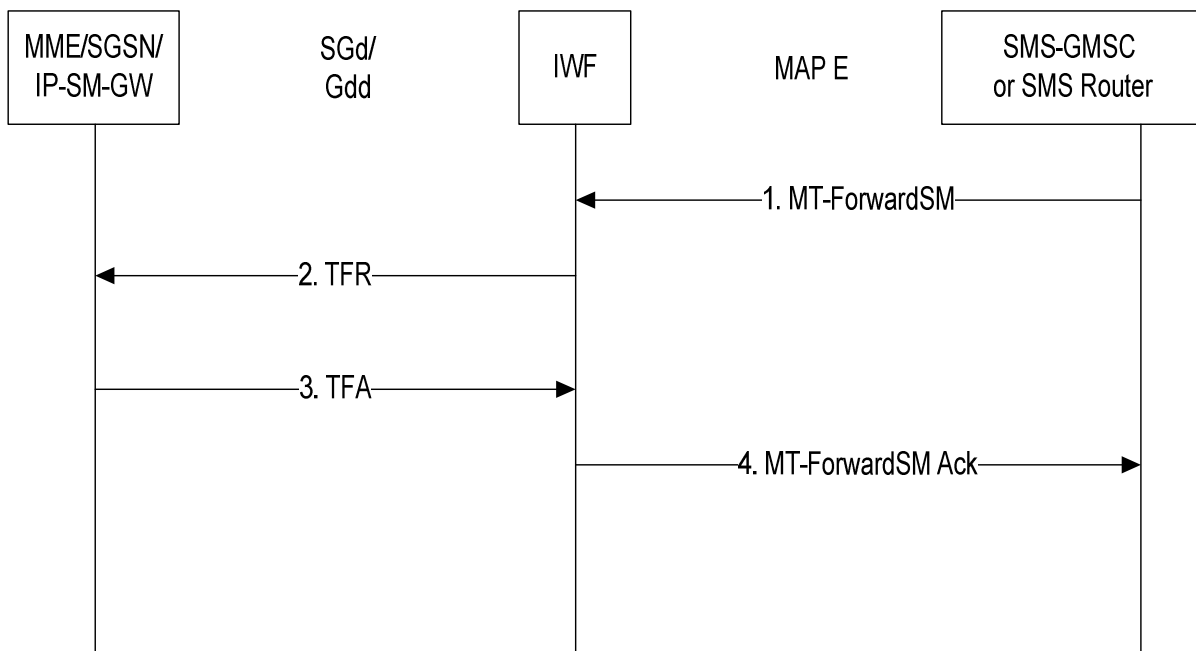 MME/SGSN/
IP-SM-GW
SGd/
Gdd
IWF
MAP E
SMS-GMSC
or SMS Router
1. MT-ForwardSM
2. TFR
3. TFA
4. MT-ForwardSM Ack